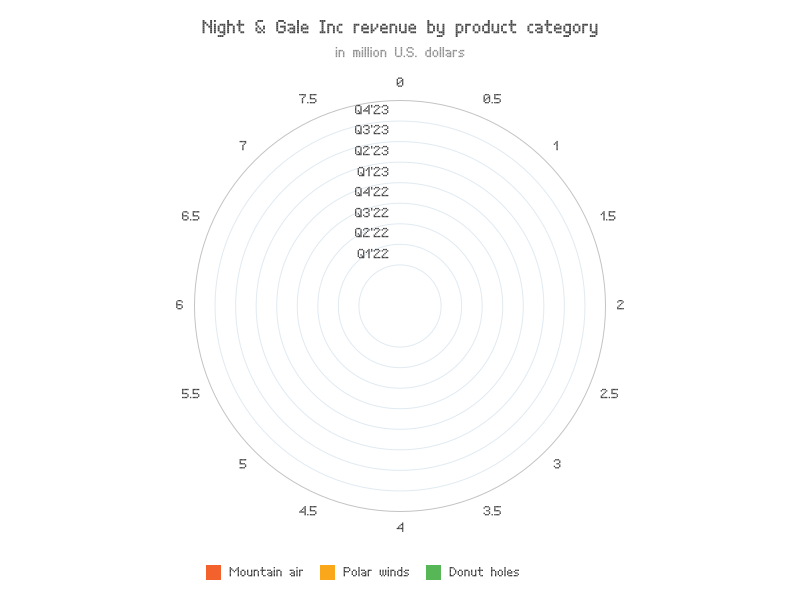 Night & Gale Inc revenue by product category
in million U.S. dollars
0
0.5
1
1.5
2
2.5
3
3.5
4
4.5
5
5.5
6
6.5
7
7.5
Q4'23
Q3'23
Q2'23
Q1'23
Q4'22
Q3'22
Q2'22
Q1'22
Mountain air
Polar winds
Donut holes